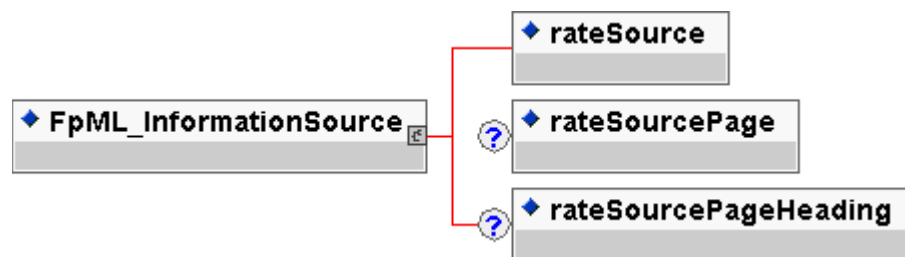 rateSource
FpML_InformationSource
? rateSourcePage
? rateSourcePageHeading